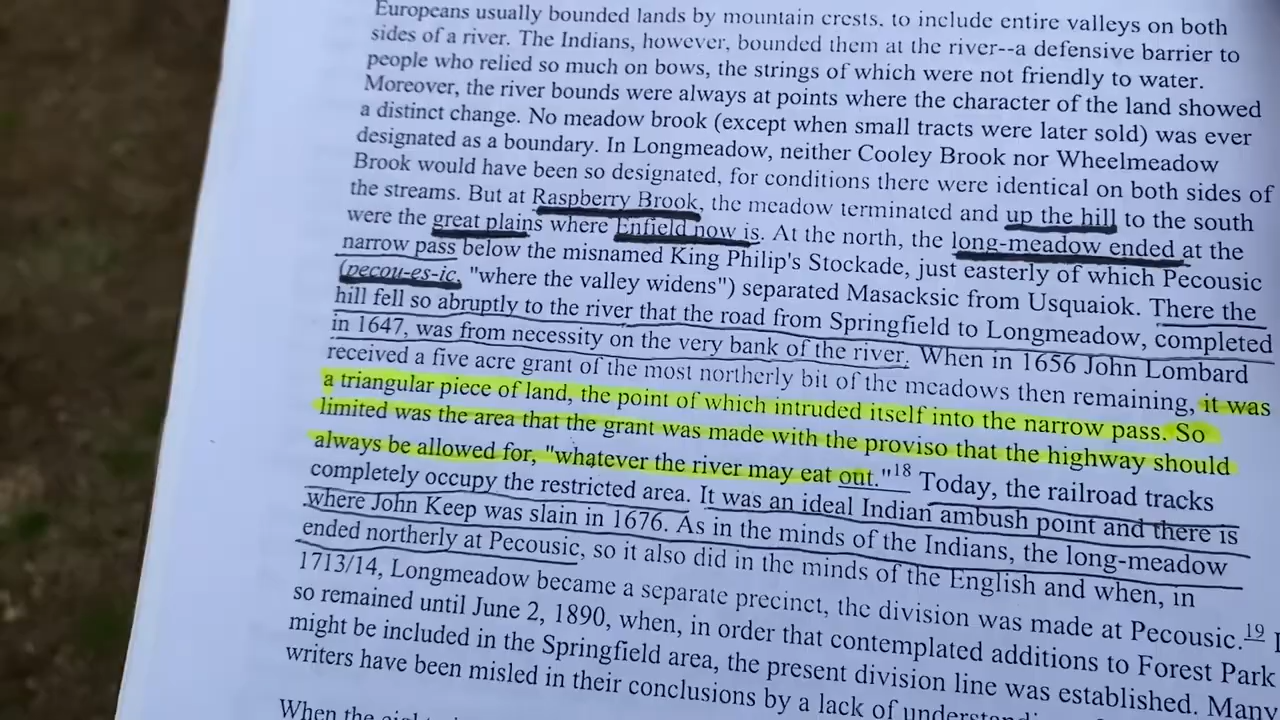 Europeans usually bounded lands by mountain crests. to include entire valleys on both
sides of a river. The Indians, however, bounded them at the river--a defensive barrier to
people who relied so much on bows, the strings of which were not friendly to water.
Moreover, the river bounds were always at points where the character of the land showed
a distinct change. No meadow brook (except when small tracts were later sold) was ever
designated as a boundary. In Longmeadow, neither Cooley Brook nor Wheelmeadow
Brook would have been so designated, for conditions there were identical on both sides of
the streams. But at Raspberry Brook, the meadow terminated and up the hill to the south
were the great plains where Enfield now is. At the north, the long-meadow ended at the
narrow pass below the misnamed King Philip's Stockade, just easterly of which Pecousic
(pecou-es-ic, "where the valley widens") separated Masacksic from Usquaiok. There the
hill fell so abruptly to the river that the road from Springfield to Longmeadow, completed
in 1647, was from necessity on the very bank of the river. When in 1656 John Lombard
received a five acre grant of the most northerly bit of the meadows then remaining, it was
a triangular piece of land, the point of which intruded itself into the narrow pass. So
limited was the area that the grant was made with the proviso that the highway should
always be allowed for, "whatever the river may eat out."18 Today, the railroad tracks
completely occupy the restricted area. It was an ideal Indian ambush point and there is
where John Keep was slain in 1676. As in the minds of the Indians, the long-meadow
ended northerly at Pecousic, so it also did in the minds of the English and when, in
1713/14, Longmeadow became a separate precinct, the division was made at Pecousic.19
so remained until June 2, 1890, when, in order that contemplated additions to Forest Park
might be included in the Springfield area, the present division line was established. Many
writers have been misled in their conclusions by a lack of
When the